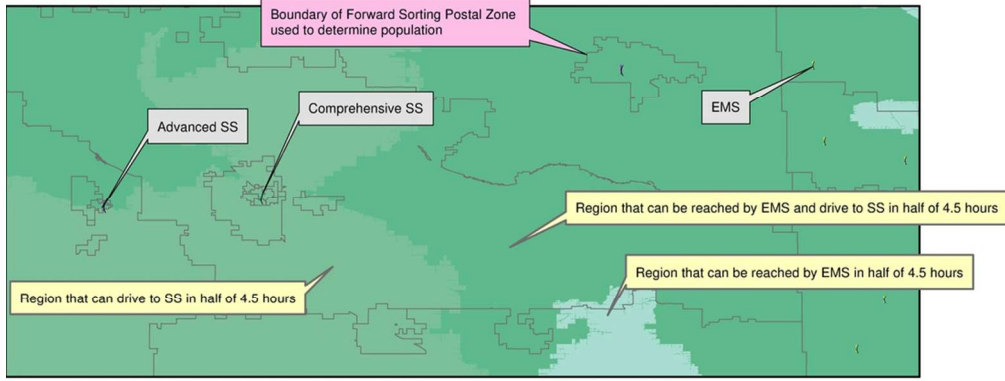 Boundary of Forward Sorting Postal Zone
used to determine population
Comprehensive SS
EMS
Advanced SS
Region that can be reached by EMS and drive to SS in half of 4.5 hours
Region that can be reached by EMS in half of 4.5 hours
Region that can drive to SS in half of 4.5 hours